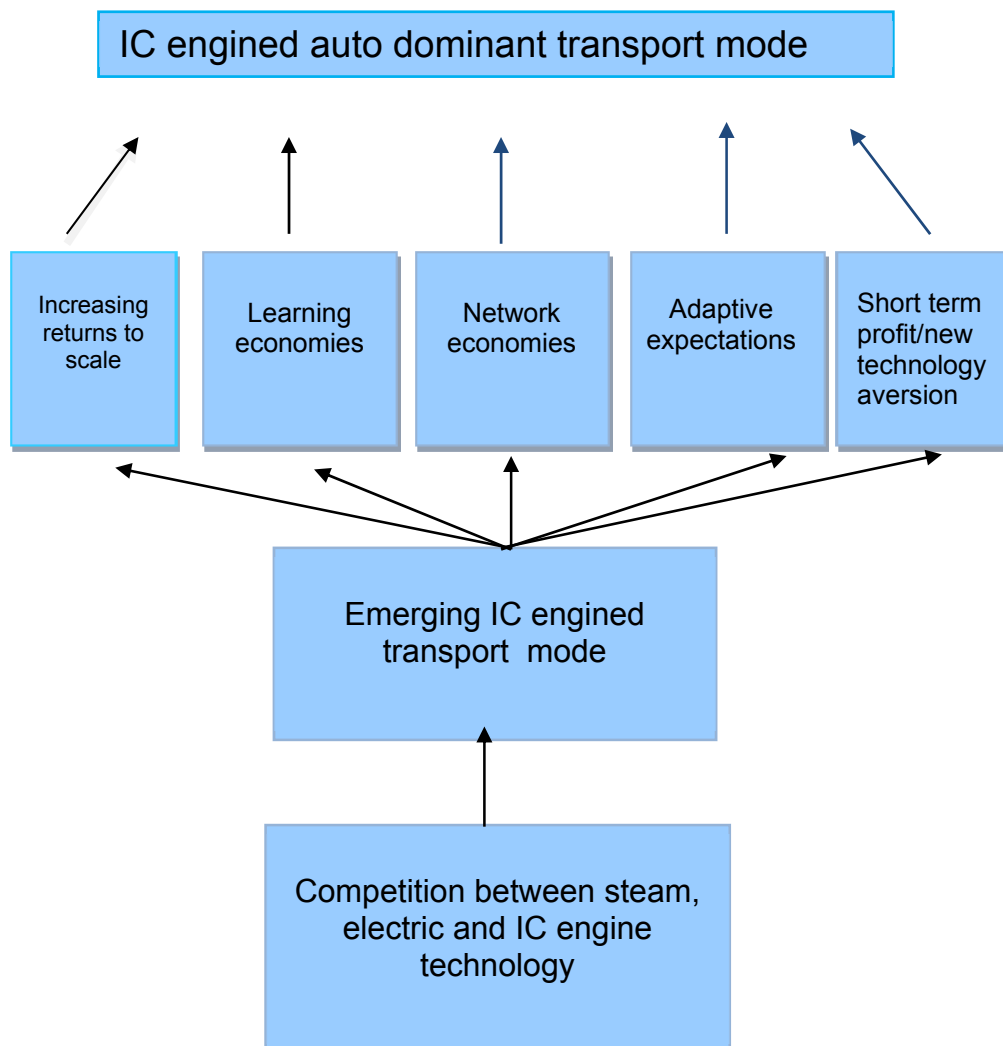 IC engined auto dominant transport mode
Increasing
returns to
scale
Learning
economies
Network
economies
Adaptive
expectations
Short term
profit/new
technology
aversion
Emerging IC engined
transport mode
Competition between steam,
electric and IC engine
technology